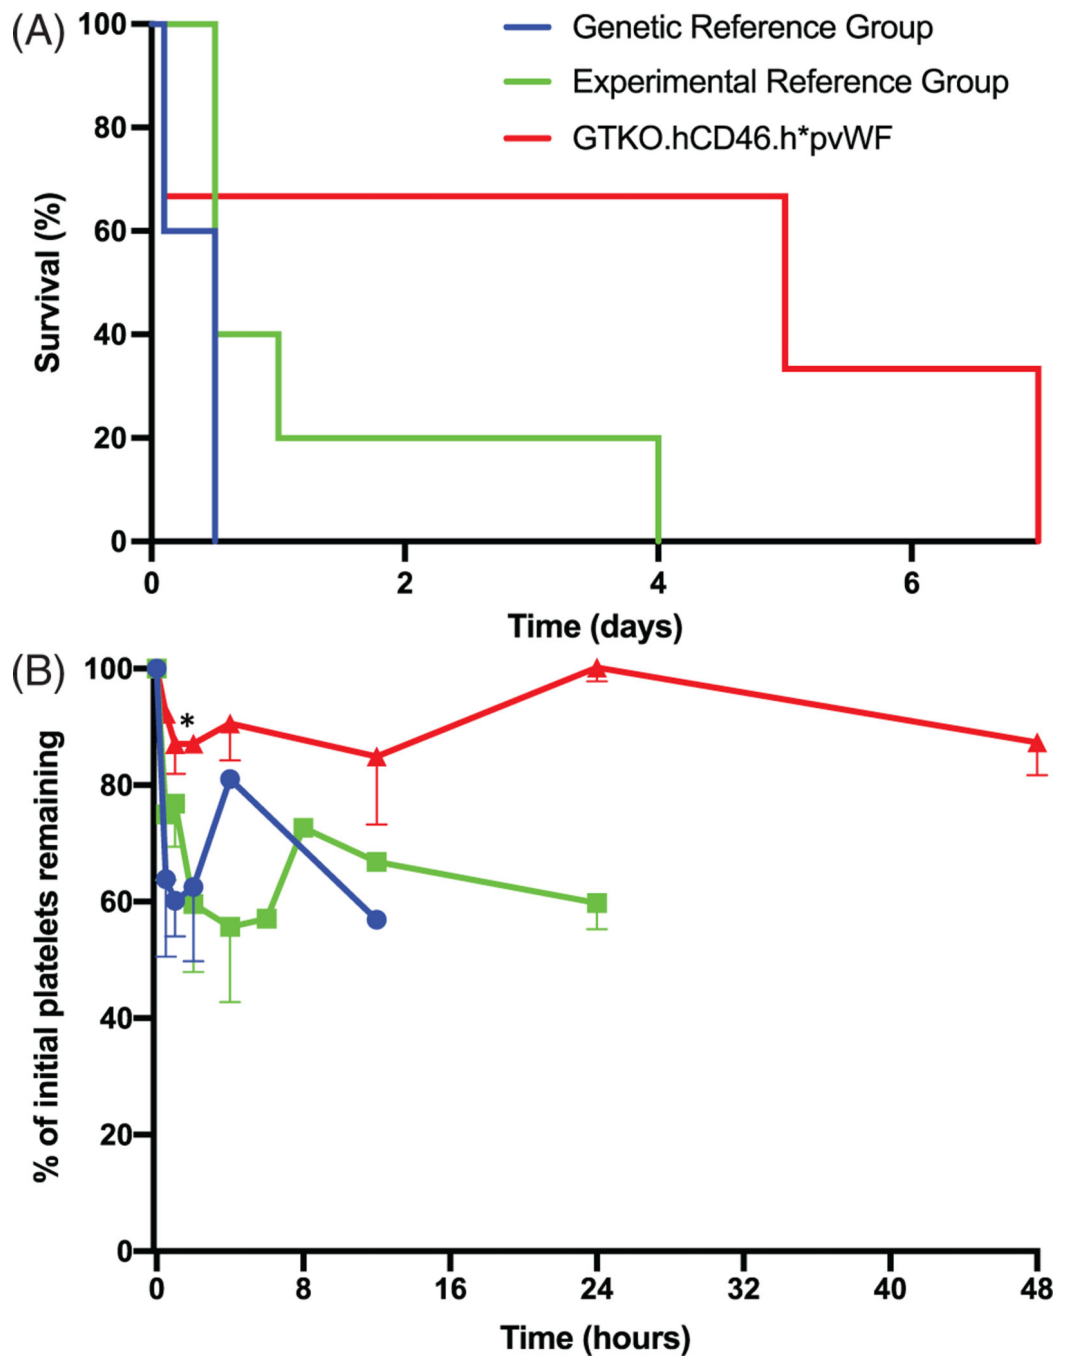 (A)
100
80
60
40
20
0
Survival (%)
Genetic Reference Group
Experimental Reference Group
GTKO.hCD46.h*pvWF
0 2 4 6
Time (days)
(B)
100
80
60
40
20
0
% of initial platelets remaining
*
0 8 16 24 32 40 48
Time (hours)